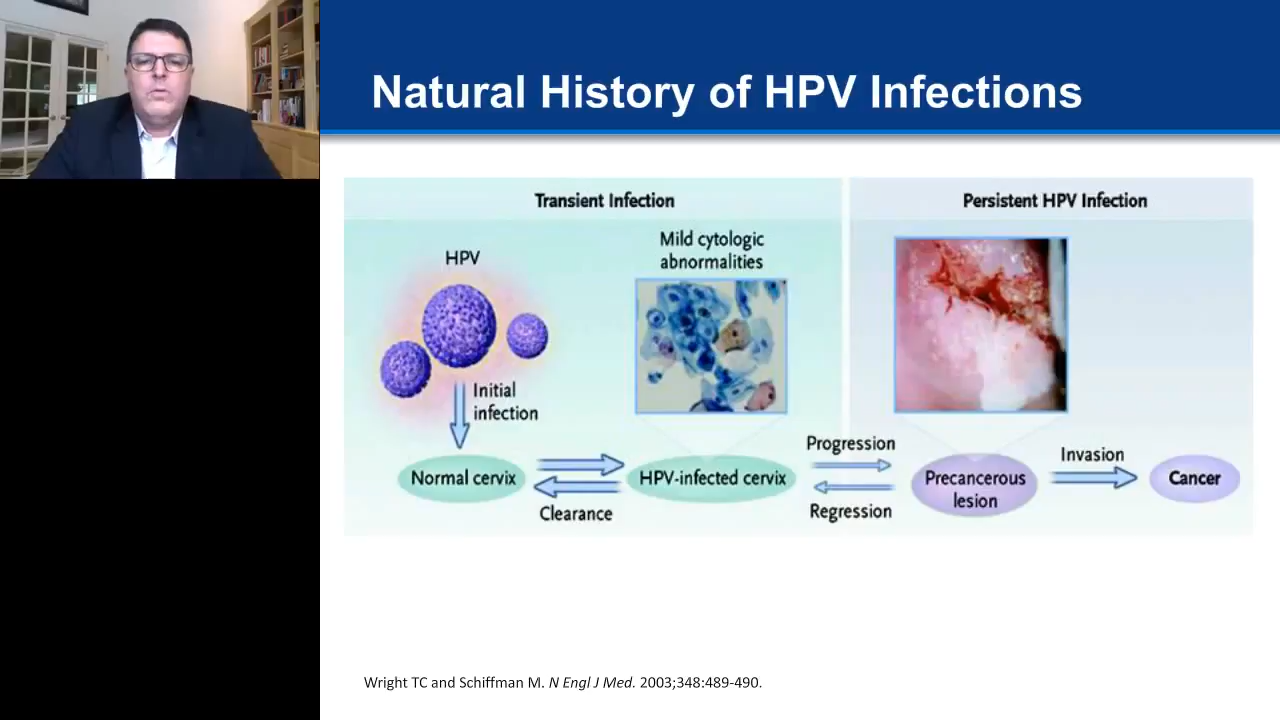 Natural History of HPV Infections
Transient Infection
Persistent HPV Infection
HPV
Mild cytologic
abnormalities
Initial
infection
Normal cervix
Clearance
HPV-infected cervix
Progression
Regression
Precancerous
lesion
Invasion
Cancer
Wright TC and Schiffman M. N Engl J Med. 2003;348:489-490.